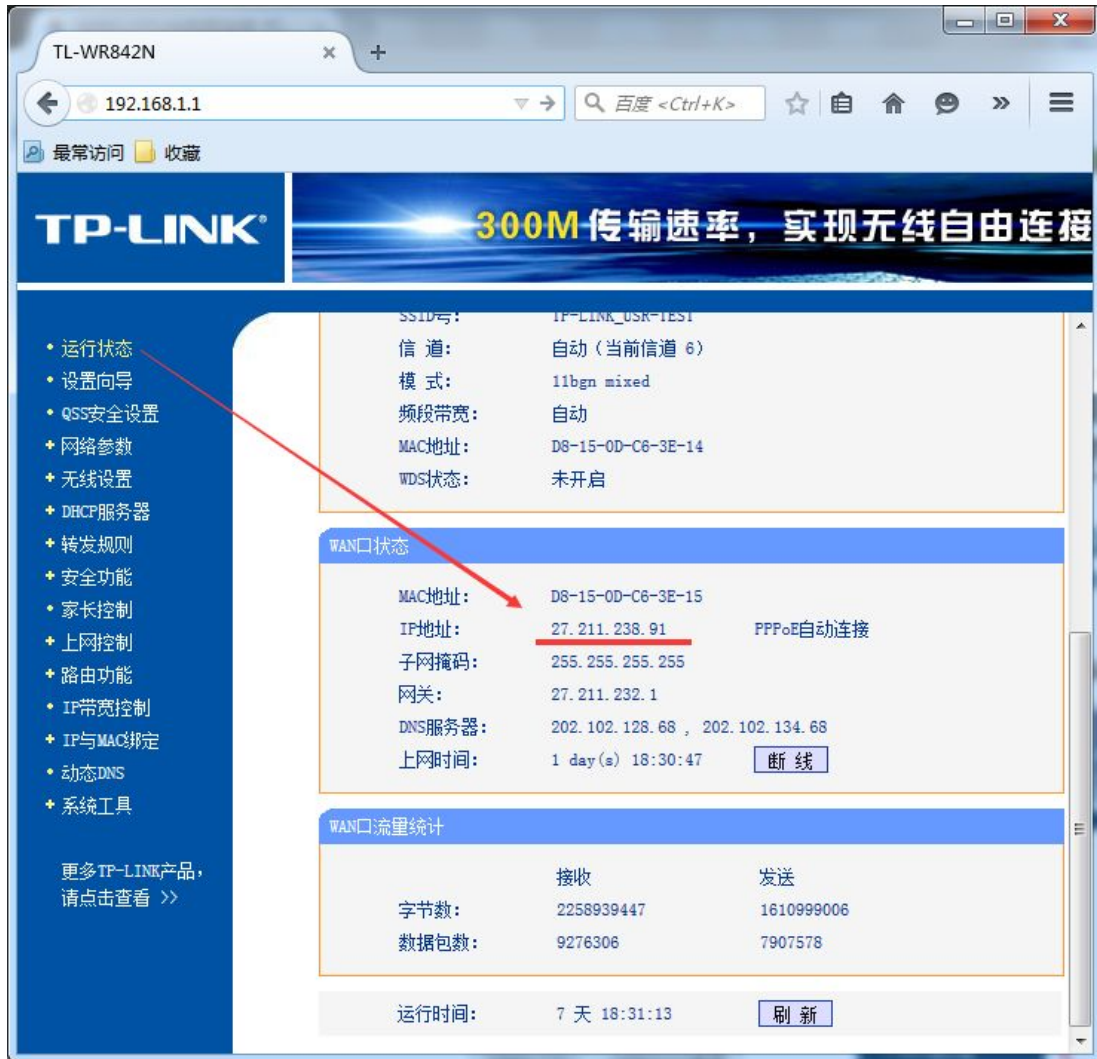 TL-WR842N
192.168.1.1
百度 <Ctrl+K>
最常访问 收藏
TP-LINK®
300M 传输速率，实现无线自由连接
• 运行状态
• 设置向导
• QSS安全设置
+ 网络参数
+ 无线设置
+ DHCP服务器
+ 转发规则
+ 安全功能
• 家长控制
+ 上网控制
+ 路由功能
• IP带宽控制
+ IP与MAC绑定
• 动态DNS
+ 系统工具
更多TP-LINK产品，
请点击查看 >>
SSID号： TP-LINK_USR-TEST
信 道： 自动（当前信道 6）
模 式： 11bgn mixed
频段带宽： 自动
MAC地址： D8-15-0D-C6-3E-14
WDS状态： 未开启
WAN口状态
MAC地址： D8-15-0D-C6-3E-15
IP地址： 27.211.238.91 PPPoE自动连接
子网掩码： 255.255.255.255
网关： 27.211.232.1
DNS服务器： 202.102.128.68 , 202.102.134.68
上网时间： 1 day(s) 18:30:47 断 线
WAN口流量统计
接收 发送
字节数： 2258939447 1610999006
数据包数： 9276306 7907578
运行时间： 7 天 18:31:13 刷 新